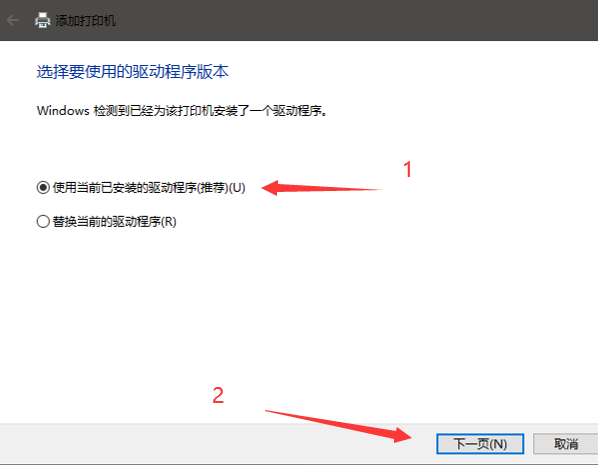 添加打印机
选择要使用的驱动程序版本
Windows 检测到已经为该打印机安装了一个驱动程序。
1
使用当前已安装的驱动程序(推荐)(U)
替换当前的驱动程序(R)
2
下一页(N)
取消